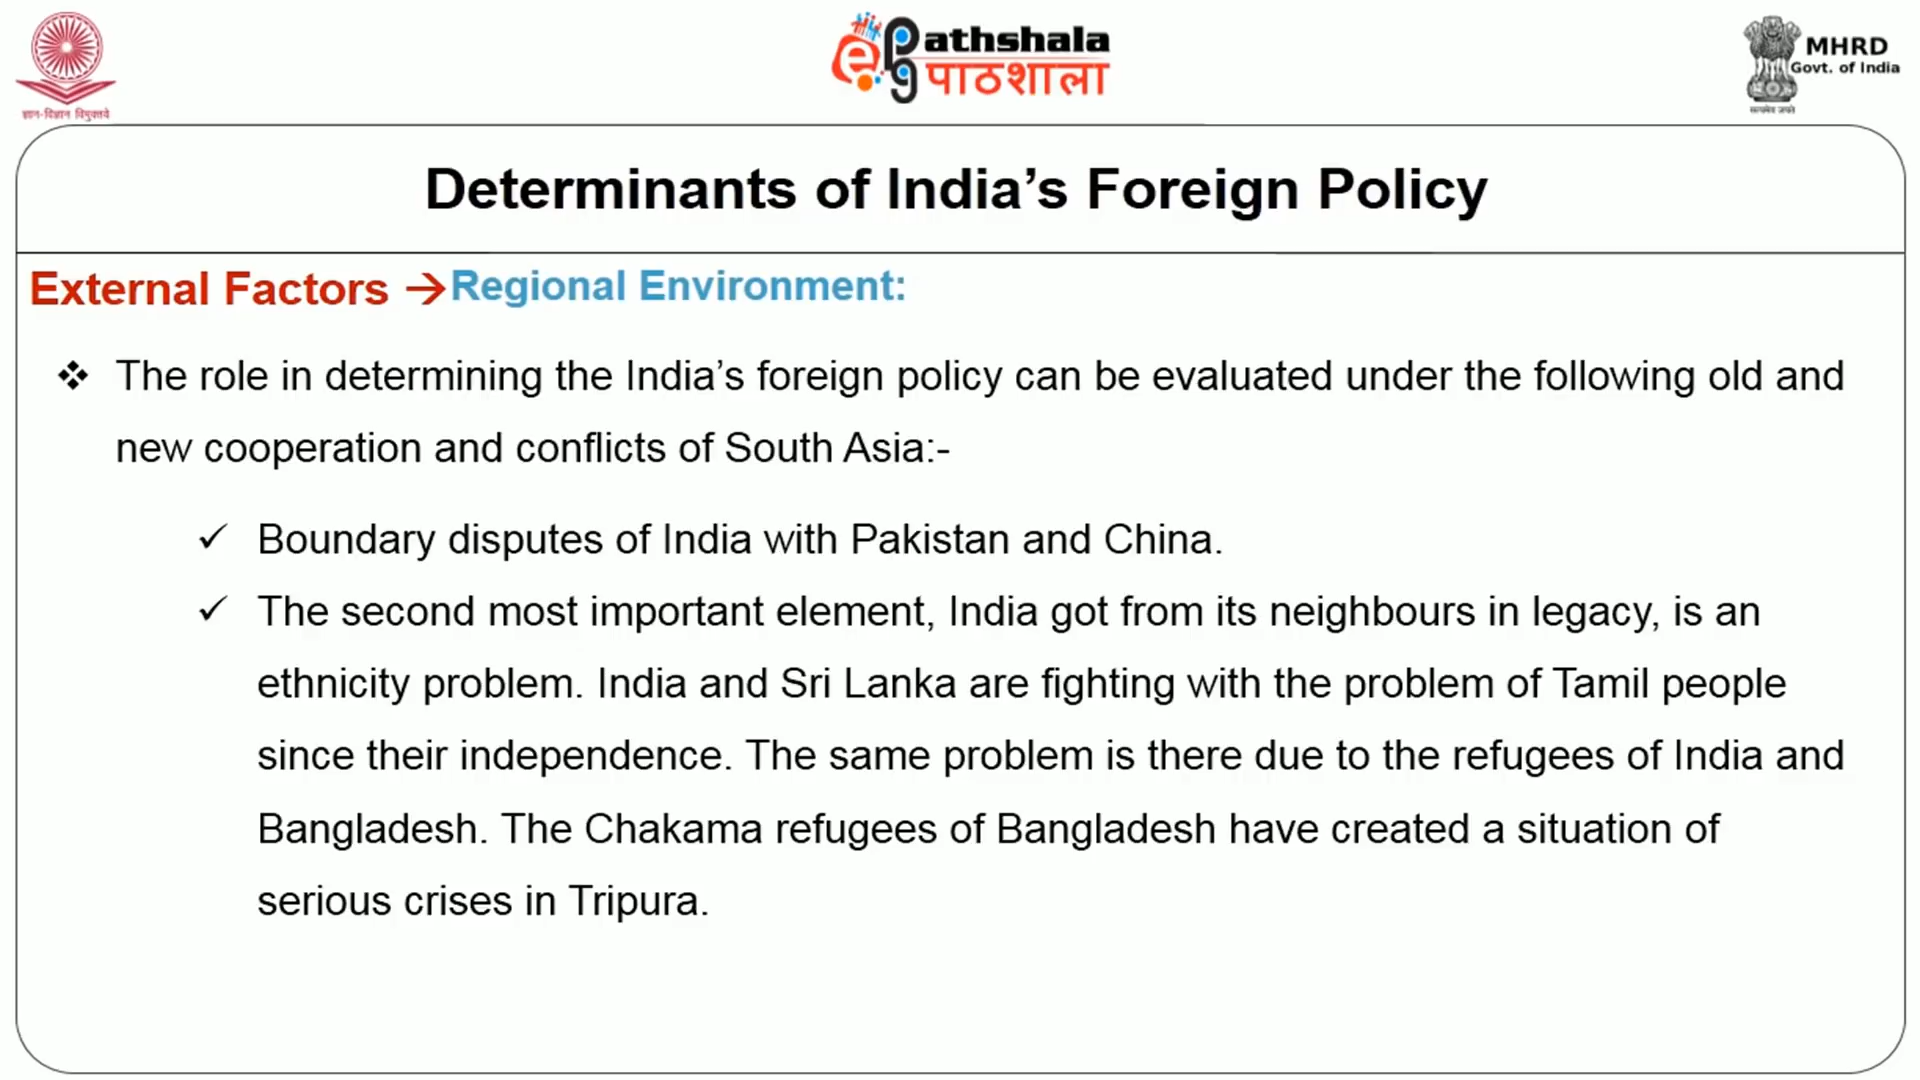 ज्ञान-विज्ञान विमुक्तये
e
Pathshala
pg पाठशाला
MHRD
Govt. of India
सत्यमेव जयते
Determinants of India’s Foreign Policy
External Factors →Regional Environment:
❖ The role in determining the India’s foreign policy can be evaluated under the following old and
new cooperation and conflicts of South Asia:-
✓ Boundary disputes of India with Pakistan and China.
✓ The second most important element, India got from its neighbours in legacy, is an
ethnicity problem. India and Sri Lanka are fighting with the problem of Tamil people
since their independence. The same problem is there due to the refugees of India and
Bangladesh. The Chakama refugees of Bangladesh have created a situation of
serious crises in Tripura.